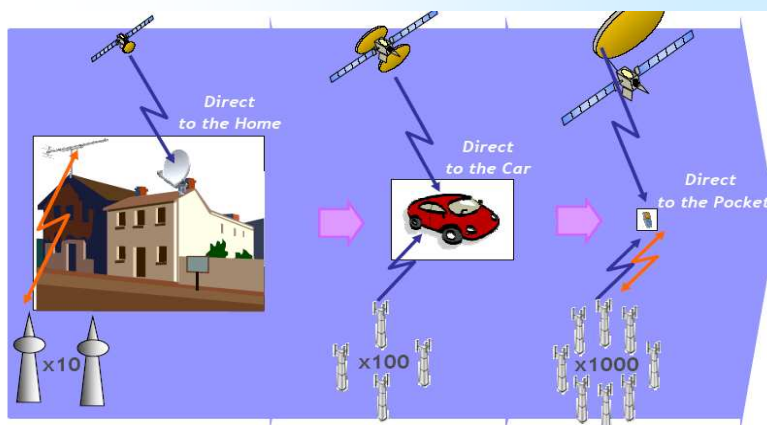 Direct
to the Home
Direct
to the Car
Direct
to the Pocket
x10
x100
x1000